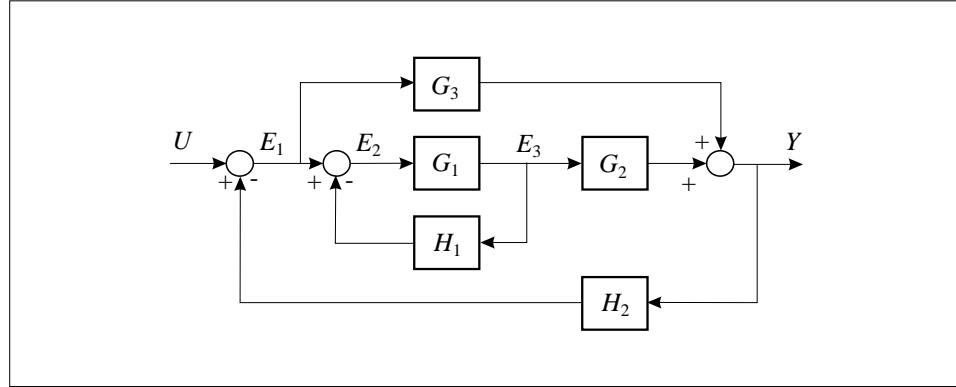 G₃
U E₁ E₂ G₁ E₃ G₂ + Y
+ - + - +
H₁
H₂